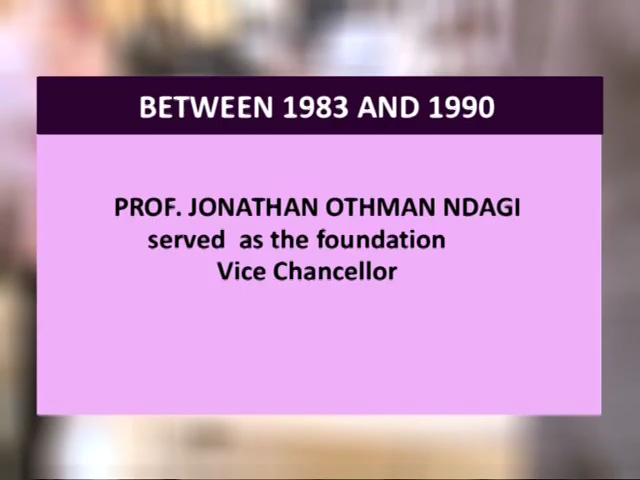 BETWEEN 1983 AND 1990
PROF. JONATHAN OTHMAN NDAGI
served as the foundation
Vice Chancellor